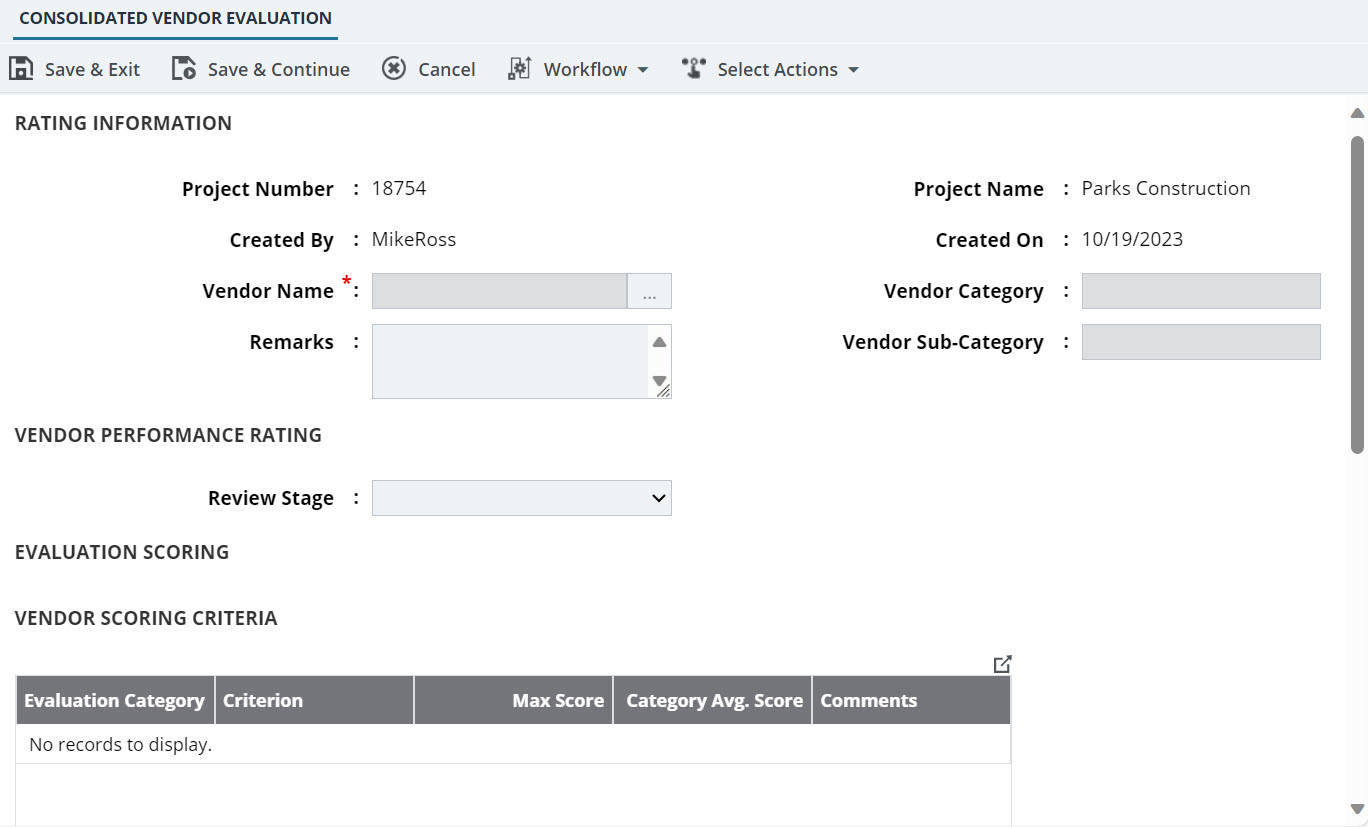 CONSOLIDATED VENDOR EVALUATION
Save & Exit Save & Continue Cancel Workflow Select Actions
RATING INFORMATION
Project Number : 18754 Project Name : Parks Construction
Created By : MikeRoss Created On : 10/19/2023
Vendor Name *: ... Vendor Category :
Remarks : Vendor Sub-Category :
VENDOR PERFORMANCE RATING
Review Stage :
EVALUATION SCORING
VENDOR SCORING CRITERIA
Evaluation Category Criterion Max Score Category Avg. Score Comments
No records to display.